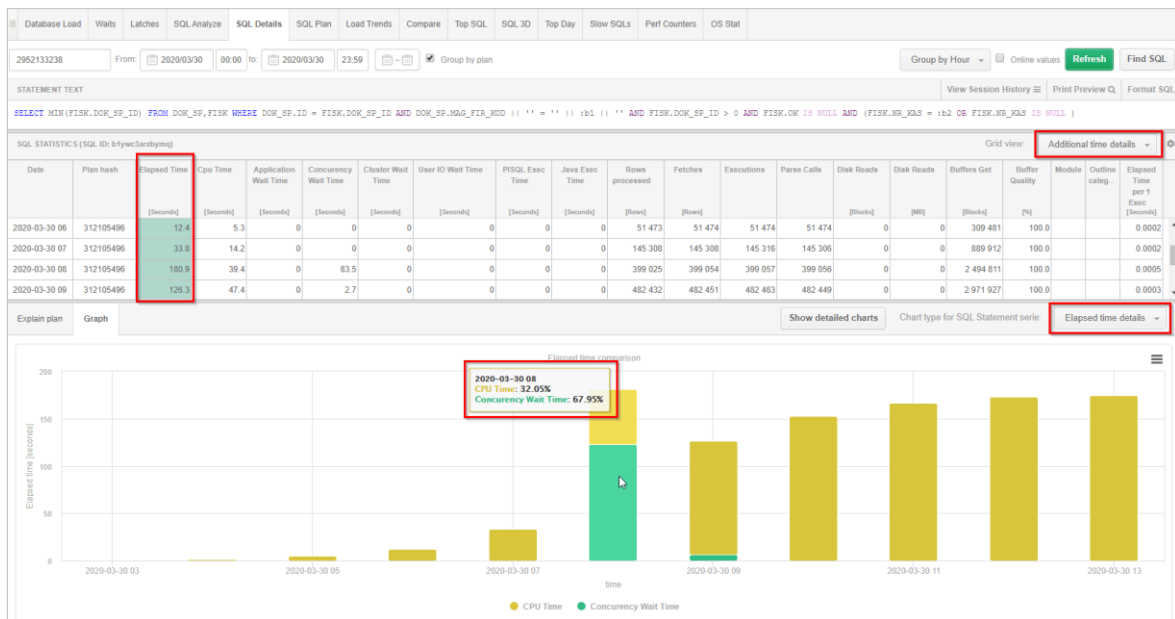 Database Load Waits Latches SQL Analyze SQL Details SQL Plan Load Trends Compare Top SQL SQL 3D Top Day Slow SQLs Perf Counters OS Stat
2952133238 From: 2020/03/30 00:00 to: 2020/03/30 23:59 Group by plan Group by Hour Online values Refresh Find SQL
STATEMENT TEXT View Session History Print Preview Format SQL
SELECT MIN(FISK.DOK_SP_ID) FROM DOK_SP,FISK WHERE DOK_SP.ID = FISK.DOK_SP_ID AND DOK_SP.MAG_FIR_KOD || '' = '' || :b1 || '' AND FISK.DOK_SP_ID > 0 AND FISK.OK IS NULL AND (FISK.NR_KAS = :b2 OR FISK.NR_KAS IS NULL )
SQL STATISTICS (SQL ID: br1ywc3arzbymq) Grid view: Additional time details
Date Plan hash Elapsed Time Cpu Time Application Wait Time Concurency Wait Time Cluster Wait Time User IO Wait Time PlSQL Exec Time Java Exec Time Rows processed Fetches Executions Parse Calls Disk Reads Disk Reads Buffers Get Buffer Quality Module Outline categ... Elapsed Time per 1 Exec
[Seconds] [Seconds] [Seconds] [Seconds] [Seconds] [Seconds] [Seconds] [Seconds] [Rows] [Rows] [Blocks] [MB] [Blocks] [%] [Seconds]
2020-03-30 06 312105496 12.4 5.3 0 0 0 0 0 0 51 473 51 474 51 474 51 474 0 0 309 481 100.0 0.0002
2020-03-30 07 312105496 33.8 14.2 0 0 0 0 0 0 145 308 145 308 145 316 145 306 0 0 889 912 100.0 0.0002
2020-03-30 08 312105496 180.9 39.4 0 83.5 0 0 0 0 399 025 399 054 399 057 399 056 0 0 2 494 811 100.0 0.0005
2020-03-30 09 312105496 126.3 47.4 0 2.7 0 0 0 0 482 432 482 451 482 463 482 449 0 0 2 971 927 100.0 0.0003
Explain plan Graph Show detailed charts Chart type for SQL Statement serie: Elapsed time details
Elapsed time comparison
2020-03-30 08
CPU Time: 32.05%
Concurency Wait Time: 67.95%
Elapsed time [seconds]
200
150
100
50
0
2020-03-30 03 2020-03-30 05 2020-03-30 07 2020-03-30 09 2020-03-30 11 2020-03-30 13
time
CPU Time Concurency Wait Time